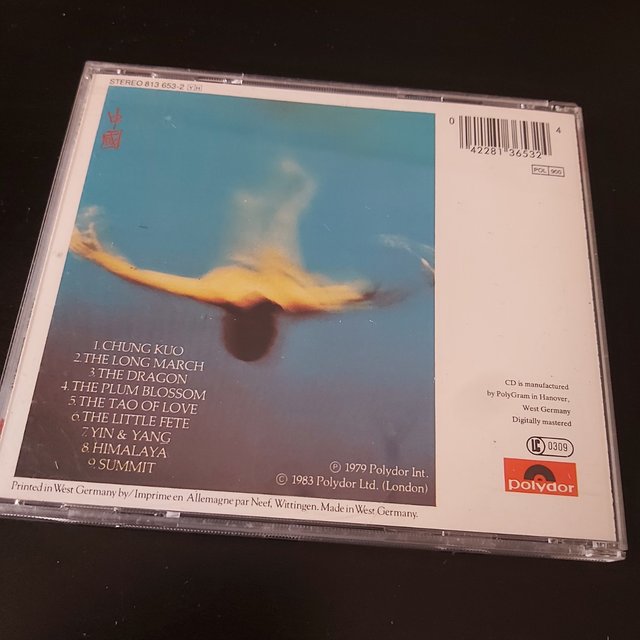 STEREO 813 653-2 Y H
中
國
0
4
42281 36532
POL 900
1. CHUNG KUO
2. THE LONG MARCH
3 THE DRAGON
4. THE PLUM BLOSSOM
5 THE TAO OF LOVE
6 THE LITTLE FETE
7 YIN & YANG
8 HIMALAYA
9 SUMMIT
Ⓟ 1979 Polydor Int.
© 1983 Polydor Ltd. (London)
CD is manufactured
by PolyGram in Hanover,
West Germany
Digitally mastered
LC 0309
polydor
Printed in West Germany by/Imprime en Allemagne par Neef, Wittingen. Made in West Germany.